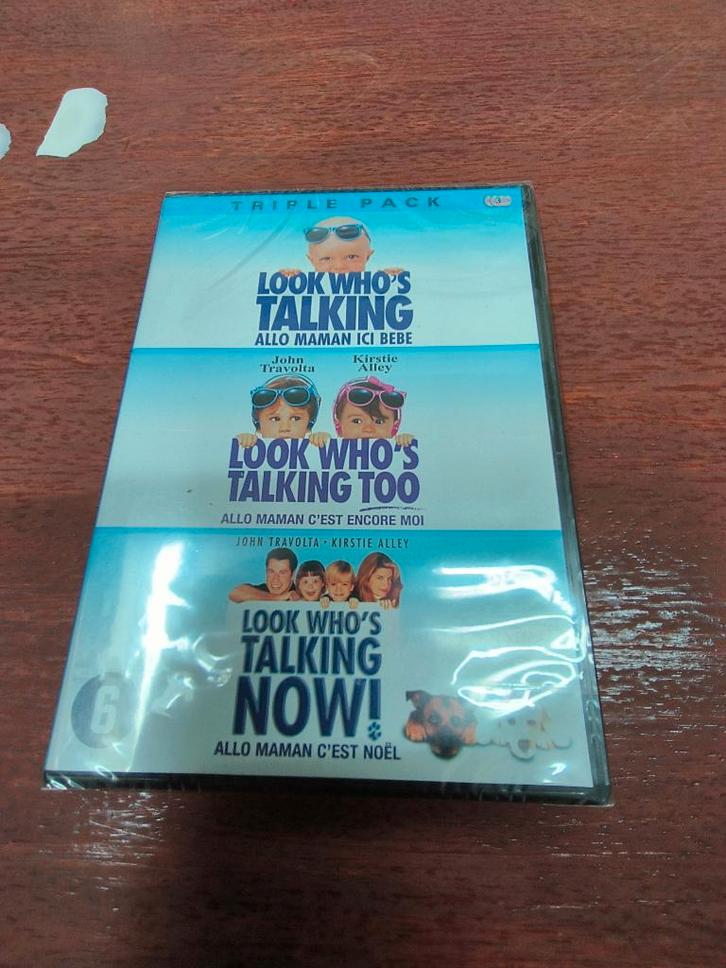 TRIPLE PACK
3
LOOK WHO'S
TALKING
ALLO MAMAN ICI BEBE
John
Travolta
Kirstie
Alley
LOOK WHO'S
TALKING TOO
ALLO MAMAN C'EST ENCORE MOI
JOHN TRAVOLTA • KIRSTIE ALLEY
LOOK WHO'S
TALKING
NOW!
ALLO MAMAN C'EST NOËL
6